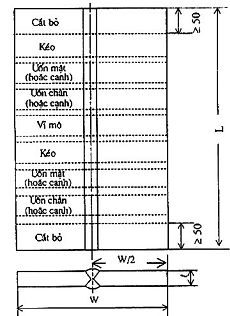 Cắt bỏ
Kéo
Uốn mặt
(hoặc cạnh)
Uốn chân
(hoặc cạnh)
Vĩ mô
Kéo
Uốn mặt
(hoặc cạnh)
Uốn chân
(hoặc cạnh)
Cắt bỏ
≥ 50
L
≥ 50
W/2
t
W